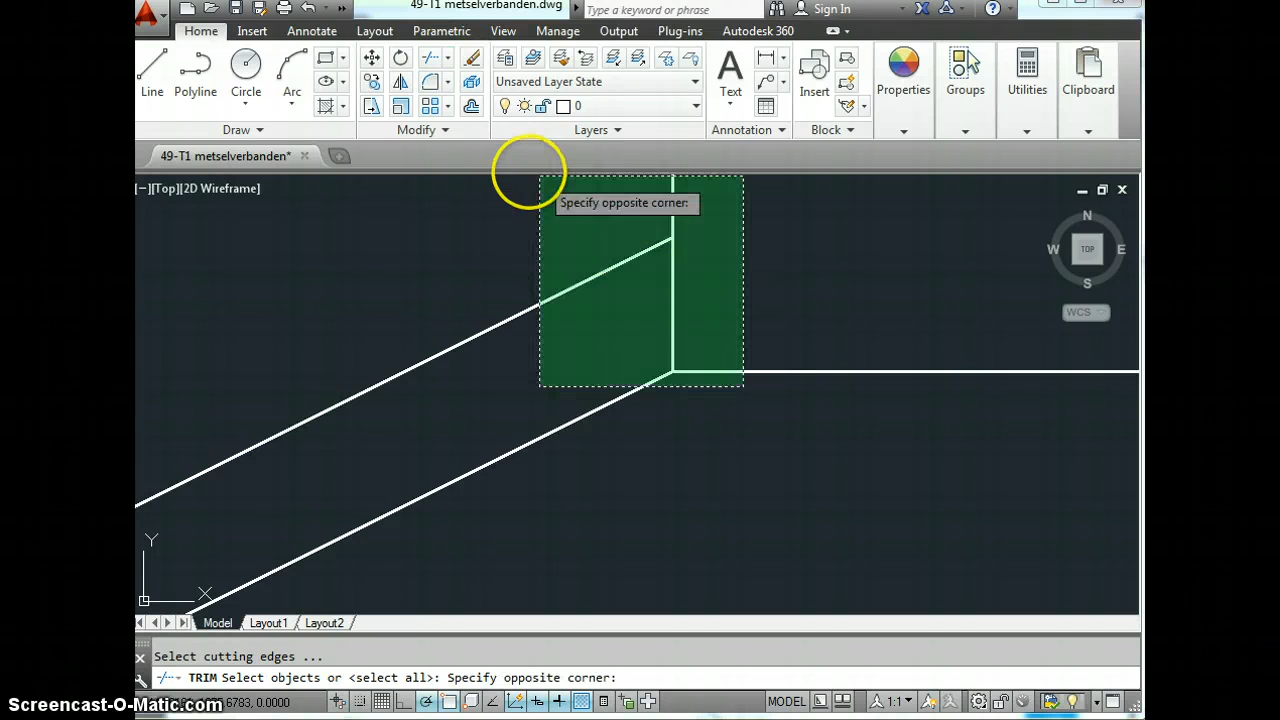 49-T1 metselverbanden.dwg
Type a keyword or phrase
Sign In
Home Insert Annotate Layout Parametric View Manage Output Plug-ins Autodesk 360
Unsaved Layer State
0
Line Polyline Circle Arc Text Insert Properties Groups Utilities Clipboard
Draw Modify Layers Annotation Block
49-T1 metselverbanden*
[−][Top][2D Wireframe]
Specify opposite corner:
N
W TOP E
S
WCS
Y
X
Model Layout1 Layout2
Select cutting edges ...
TRIM Select objects or <select all>: Specify opposite corner:
6783, 0.0000
MODEL
1:1
Screencast-O-Matic.com